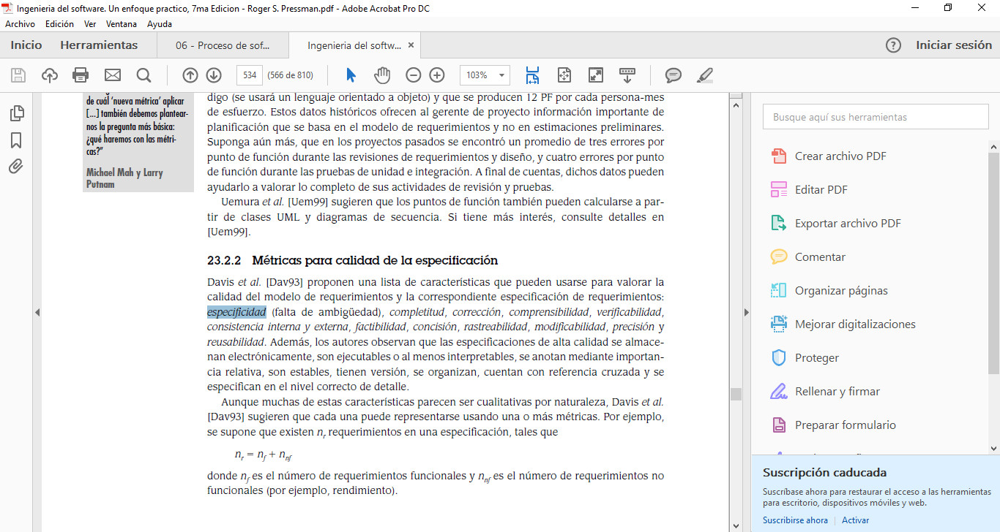 Ingenieria del software. Un enfoque practico, 7ma Edicion - Roger S. Pressman.pdf - Adobe Acrobat Pro DC
Archivo Edición Ver Ventana Ayuda
Inicio Herramientas 06 - Proceso de sof... Ingenieria del softw... × ? Iniciar sesión
534 (566 de 810) 103%
de cuál ‘nueva métrica’ aplicar
[...] también debemos plantear-
nos la pregunta más básica:
¿qué haremos con las métri-
cas?”
Michael Mah y Larry
Putnam
digo (se usará un lenguaje orientado a objeto) y que se producen 12 PF por cada persona-mes
de esfuerzo. Estos datos históricos ofrecen al gerente de proyecto información importante de
planificación que se basa en el modelo de requerimientos y no en estimaciones preliminares.
Suponga aún más, que en los proyectos pasados se encontró un promedio de tres errores por
punto de función durante las revisiones de requerimientos y diseño, y cuatro errores por punto
de función durante las pruebas de unidad e integración. A final de cuentas, dichos datos pueden
ayudarlo a valorar lo completo de sus actividades de revisión y pruebas.
Uemura et al. [Uem99] sugieren que los puntos de función también pueden calcularse a par-
tir de clases UML y diagramas de secuencia. Si tiene más interés, consulte detalles en
[Uem99].
23.2.2 Métricas para calidad de la especificación
Davis et al. [Dav93] proponen una lista de características que pueden usarse para valorar la
calidad del modelo de requerimientos y la correspondiente especificación de requerimientos:
especificidad (falta de ambigüedad), completitud, corrección, comprensibilidad, verificabilidad,
consistencia interna y externa, factibilidad, concisión, rastreabilidad, modificabilidad, precisión y
reusabilidad. Además, los autores observan que las especificaciones de alta calidad se almace-
nan electrónicamente, son ejecutables o al menos interpretables, se anotan mediante importan-
cia relativa, son estables, tienen versión, se organizan, cuentan con referencia cruzada y se
especifican en el nivel correcto de detalle.
Aunque muchas de estas características parecen ser cualitativas por naturaleza, Davis et al.
[Dav93] sugieren que cada una puede representarse usando una o más métricas. Por ejemplo,
se supone que existen nr requerimientos en una especificación, tales que
nr = nf + nnf
donde nf es el número de requerimientos funcionales y nnf es el número de requerimientos no
funcionales (por ejemplo, rendimiento).
Busque aquí sus herramientas
Crear archivo PDF
Editar PDF
Exportar archivo PDF
Comentar
Organizar páginas
Mejorar digitalizaciones
Proteger
Rellenar y firmar
Preparar formulario
Suscripción caducada
Suscríbase ahora para restaurar el acceso a las herramientas
para escritorio, dispositivos móviles y web.
Suscribirse ahora | Activar